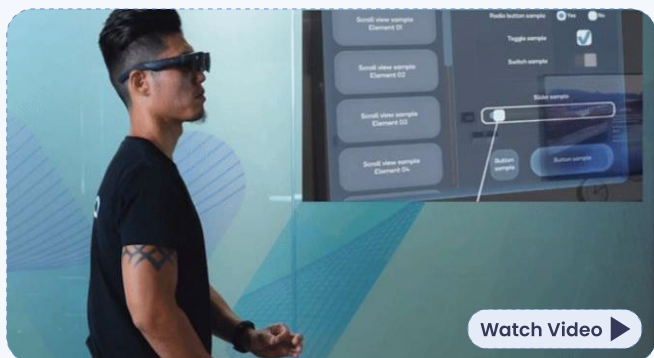 Scroll view sample
Element 01
Scroll view sample
Element 02
Scroll view sample
Element 03
Scroll view sample
Element 04
Radio button sample Yes No
Toggle sample
Switch sample
Slider sample
Button
sample
Button sample
Watch Video